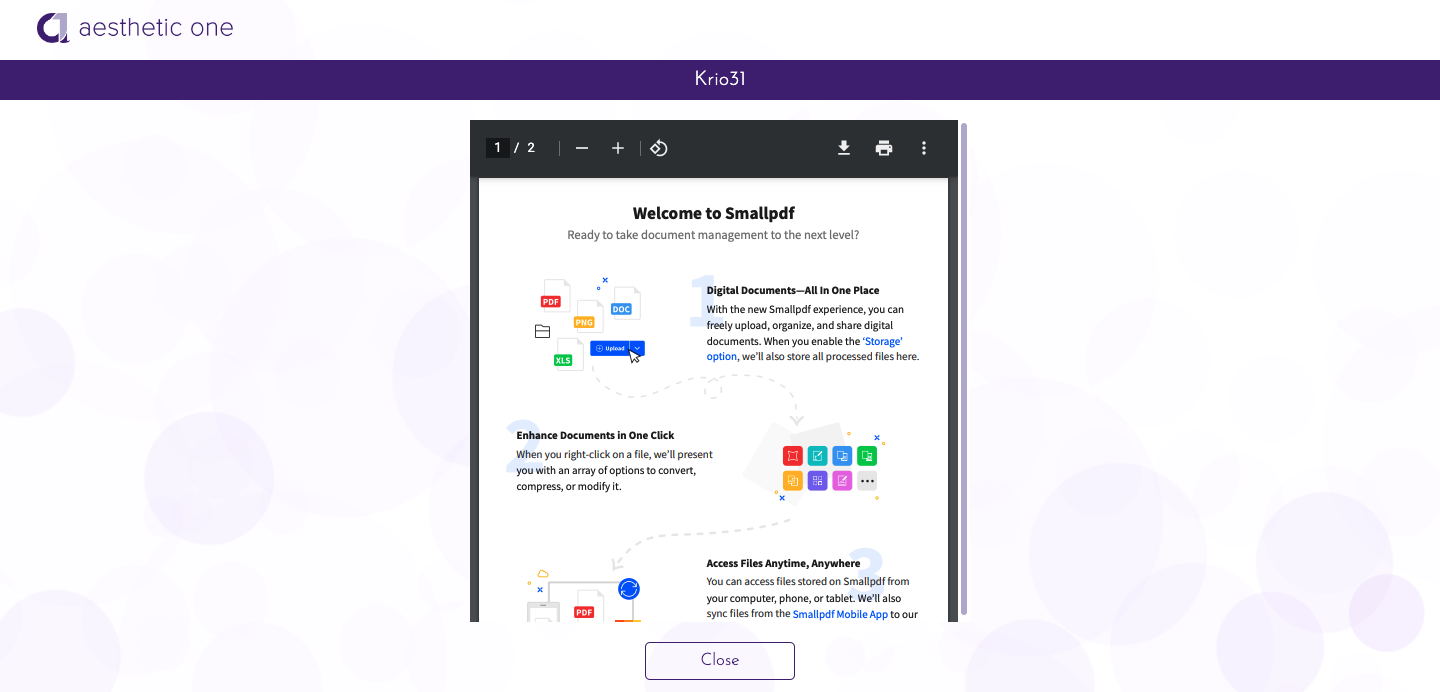 aesthetic one
Krio31
1 / 2
Welcome to Smallpdf
Ready to take document management to the next level?
PDF
DOC
PNG
Upload
XLS
1
Digital Documents—All In One Place
With the new Smallpdf experience, you can
freely upload, organize, and share digital
documents. When you enable the ‘Storage’
option, we’ll also store all processed files here.
2
Enhance Documents in One Click
When you right-click on a file, we’ll present
you with an array of options to convert,
compress, or modify it.
3
Access Files Anytime, Anywhere
You can access files stored on Smallpdf from
your computer, phone, or tablet. We’ll also
sync files from the Smallpdf Mobile App to our
PDF
Close